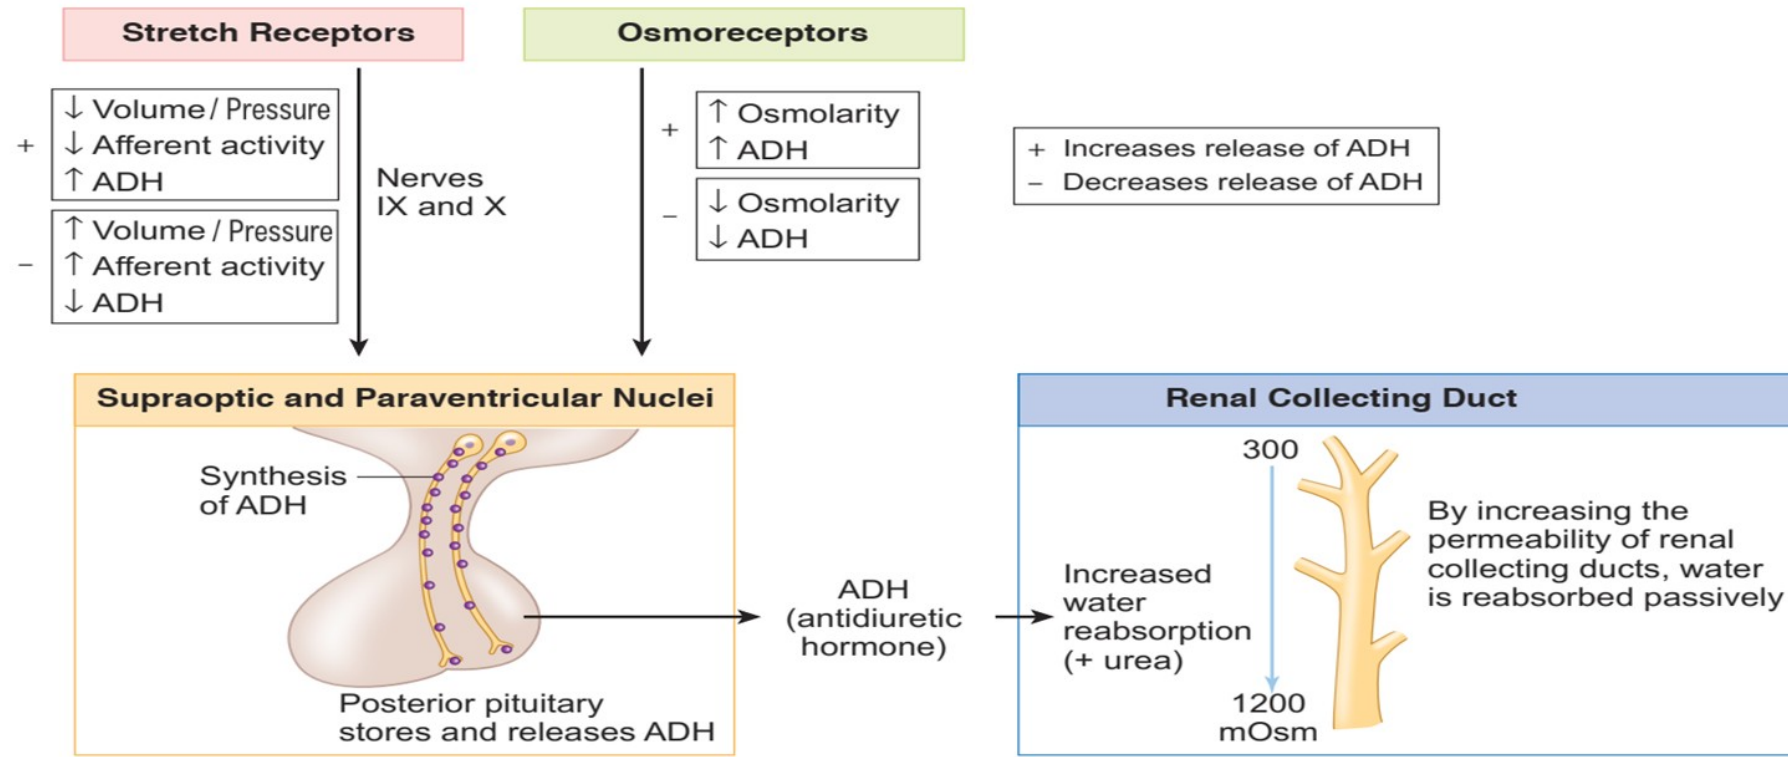 Stretch Receptors
Osmoreceptors
+
↓ Volume / Pressure
↓ Afferent activity
↑ ADH
−
↑ Volume / Pressure
↑ Afferent activity
↓ ADH
Nerves
IX and X
+
↑ Osmolarity
↑ ADH
−
↓ Osmolarity
↓ ADH
+ Increases release of ADH
− Decreases release of ADH
Supraoptic and Paraventricular Nuclei
Synthesis
of ADH
Posterior pituitary
stores and releases ADH
ADH
(antidiuretic
hormone)
Renal Collecting Duct
Increased
water
reabsorption
(+ urea)
300
1200
mOsm
By increasing the
permeability of renal
collecting ducts, water
is reabsorbed passively